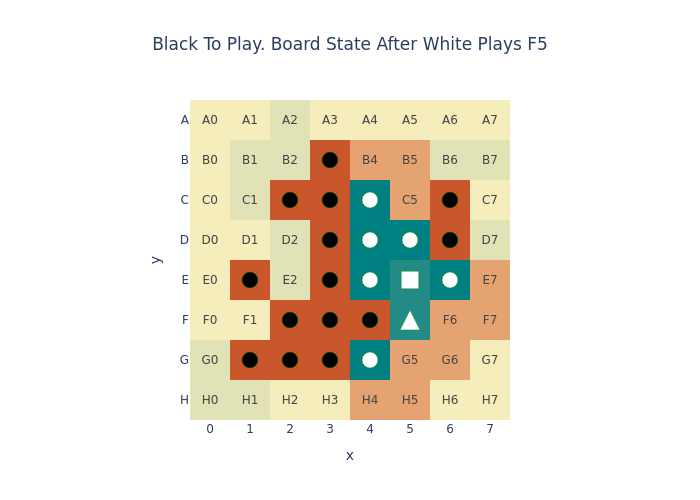 Black To Play. Board State After White Plays F5
A A0 A1 A2 A3 A4 A5 A6 A7
B B0 B1 B2 B4 B5 B6 B7
C C0 C1 C5 C7
D D0 D1 D2 D7
E E0 E2 E7
F F0 F1 F6 F7
G G0 G5 G6 G7
H H0 H1 H2 H3 H4 H5 H6 H7
0 1 2 3 4 5 6 7
x
y